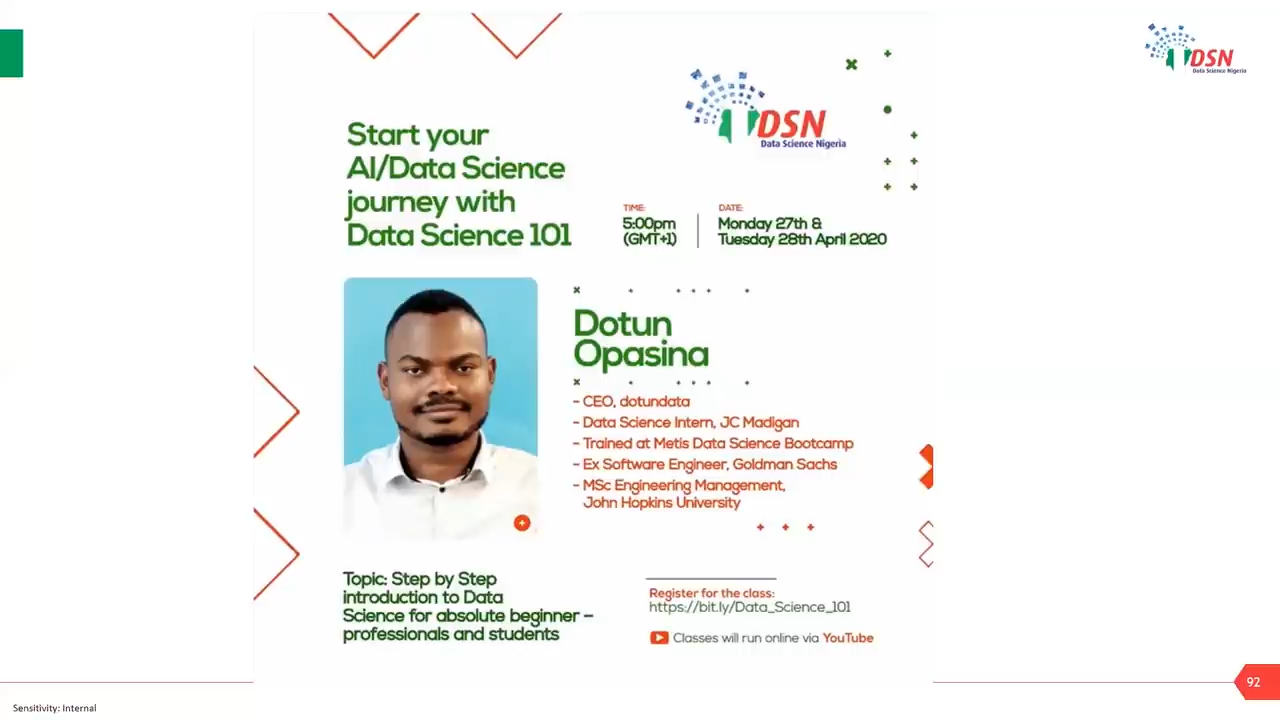 DSN
Data Science Nigeria
DSN
Data Science Nigeria
Start your
AI/Data Science
journey with
Data Science 101
TIME:
5:00pm
(GMT+1)
DATE:
Monday 27th &
Tuesday 28th April 2020
Dotun
Opasina
- CEO, dotundata
- Data Science Intern, JC Madigan
- Trained at Metis Data Science Bootcamp
- Ex Software Engineer, Goldman Sachs
- MSc Engineering Management,
John Hopkins University
Topic: Step by Step
introduction to Data
Science for absolute beginner –
professionals and students
Register for the class:
https://bit.ly/Data_Science_101
Classes will run online via YouTube
92
Sensitivity: Internal